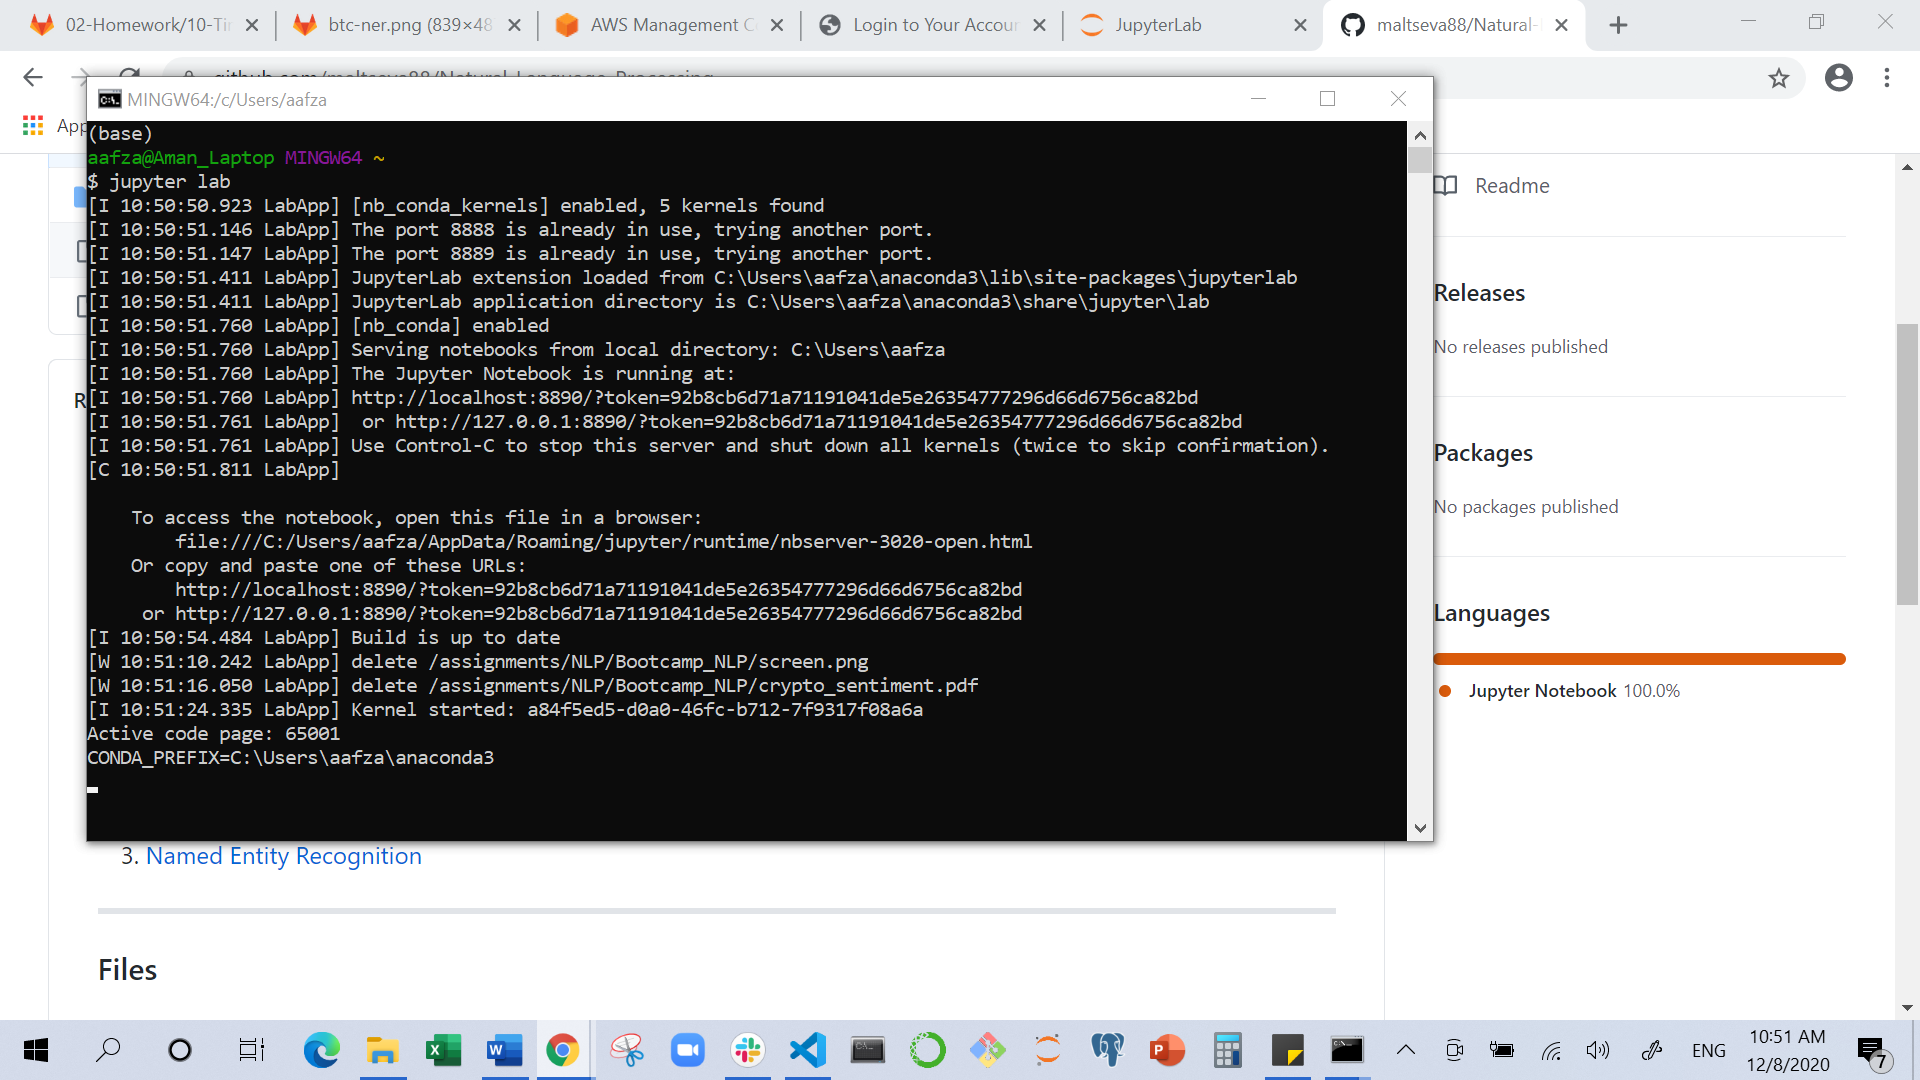 02-Homework/10-Ti
btc-ner.png (839×48
AWS Management C
Login to Your Accou
JupyterLab
maltseva88/Natural-
github.com/maltseva88/Natural-Language-Processing
App
MINGW64:/c/Users/aafza
(base)
aafza@Aman_Laptop MINGW64 ~
$ jupyter lab
[I 10:50:50.923 LabApp] [nb_conda_kernels] enabled, 5 kernels found
[I 10:50:51.146 LabApp] The port 8888 is already in use, trying another port.
[I 10:50:51.147 LabApp] The port 8889 is already in use, trying another port.
[I 10:50:51.411 LabApp] JupyterLab extension loaded from C:\Users\aafza\anaconda3\lib\site-packages\jupyterlab
[I 10:50:51.411 LabApp] JupyterLab application directory is C:\Users\aafza\anaconda3\share\jupyter\lab
[I 10:50:51.760 LabApp] [nb_conda] enabled
[I 10:50:51.760 LabApp] Serving notebooks from local directory: C:\Users\aafza
[I 10:50:51.760 LabApp] The Jupyter Notebook is running at:
[I 10:50:51.760 LabApp] http://localhost:8890/?token=92b8cb6d71a71191041de5e26354777296d66d6756ca82bd
[I 10:50:51.761 LabApp]  or http://127.0.0.1:8890/?token=92b8cb6d71a71191041de5e26354777296d66d6756ca82bd
[I 10:50:51.761 LabApp] Use Control-C to stop this server and shut down all kernels (twice to skip confirmation).
[C 10:50:51.811 LabApp]
To access the notebook, open this file in a browser:
file:///C:/Users/aafza/AppData/Roaming/jupyter/runtime/nbserver-3020-open.html
Or copy and paste one of these URLs:
http://localhost:8890/?token=92b8cb6d71a71191041de5e26354777296d66d6756ca82bd
or http://127.0.0.1:8890/?token=92b8cb6d71a71191041de5e26354777296d66d6756ca82bd
[I 10:50:54.484 LabApp] Build is up to date
[W 10:51:10.242 LabApp] delete /assignments/NLP/Bootcamp_NLP/screen.png
[W 10:51:16.050 LabApp] delete /assignments/NLP/Bootcamp_NLP/crypto_sentiment.pdf
[I 10:51:24.335 LabApp] Kernel started: a84f5ed5-d0a0-46fc-b712-7f9317f08a6a
Active code page: 65001
CONDA_PREFIX=C:\Users\aafza\anaconda3
R
3. Named Entity Recognition
Files
Readme
Releases
No releases published
Packages
No packages published
Languages
Jupyter Notebook 100.0%
ENG
10:51 AM
12/8/2020
7